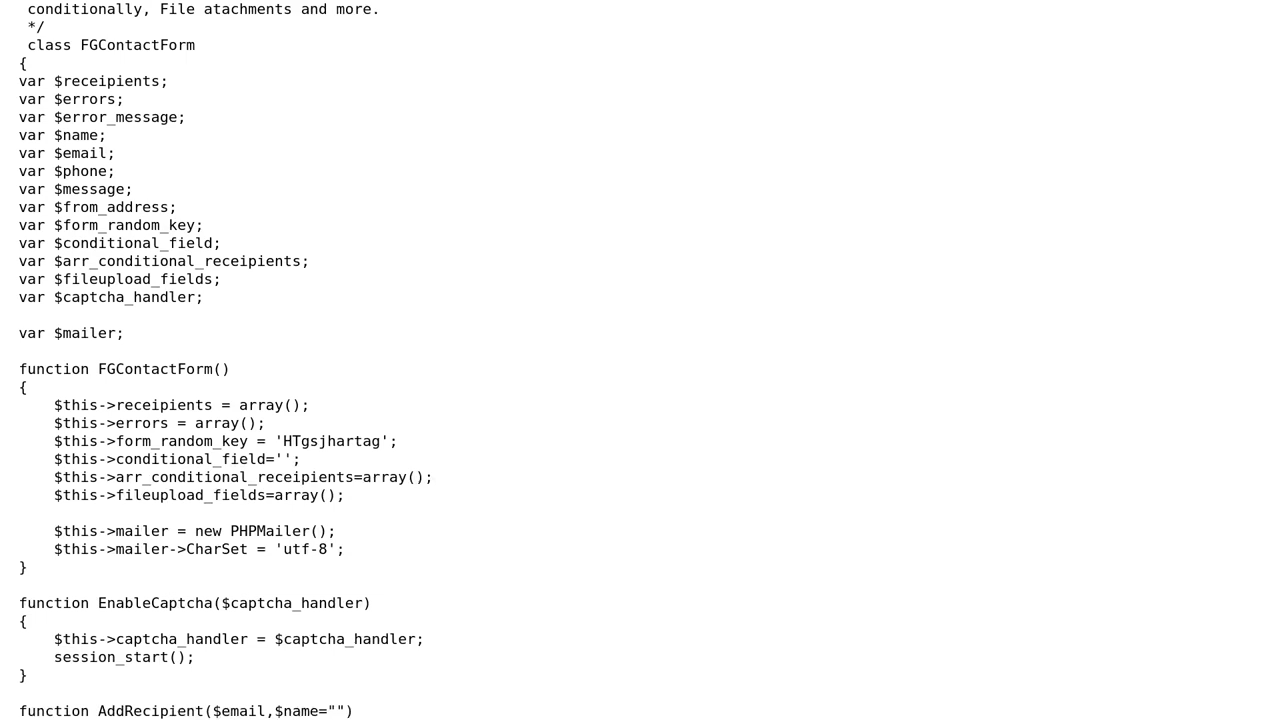 conditionally, File atachments and more.
*/
class FGContactForm
{
var $receipients;
var $errors;
var $error_message;
var $name;
var $email;
var $phone;
var $message;
var $from_address;
var $form_random_key;
var $conditional_field;
var $arr_conditional_receipients;
var $fileupload_fields;
var $captcha_handler;
var $mailer;
function FGContactForm()
{
$this->receipients = array();
$this->errors = array();
$this->form_random_key = 'HTgsjhartag';
$this->conditional_field='';
$this->arr_conditional_receipients=array();
$this->fileupload_fields=array();
$this->mailer = new PHPMailer();
$this->mailer->CharSet = 'utf-8';
}
function EnableCaptcha($captcha_handler)
{
$this->captcha_handler = $captcha_handler;
session_start();
}
function AddRecipient($email,$name="")